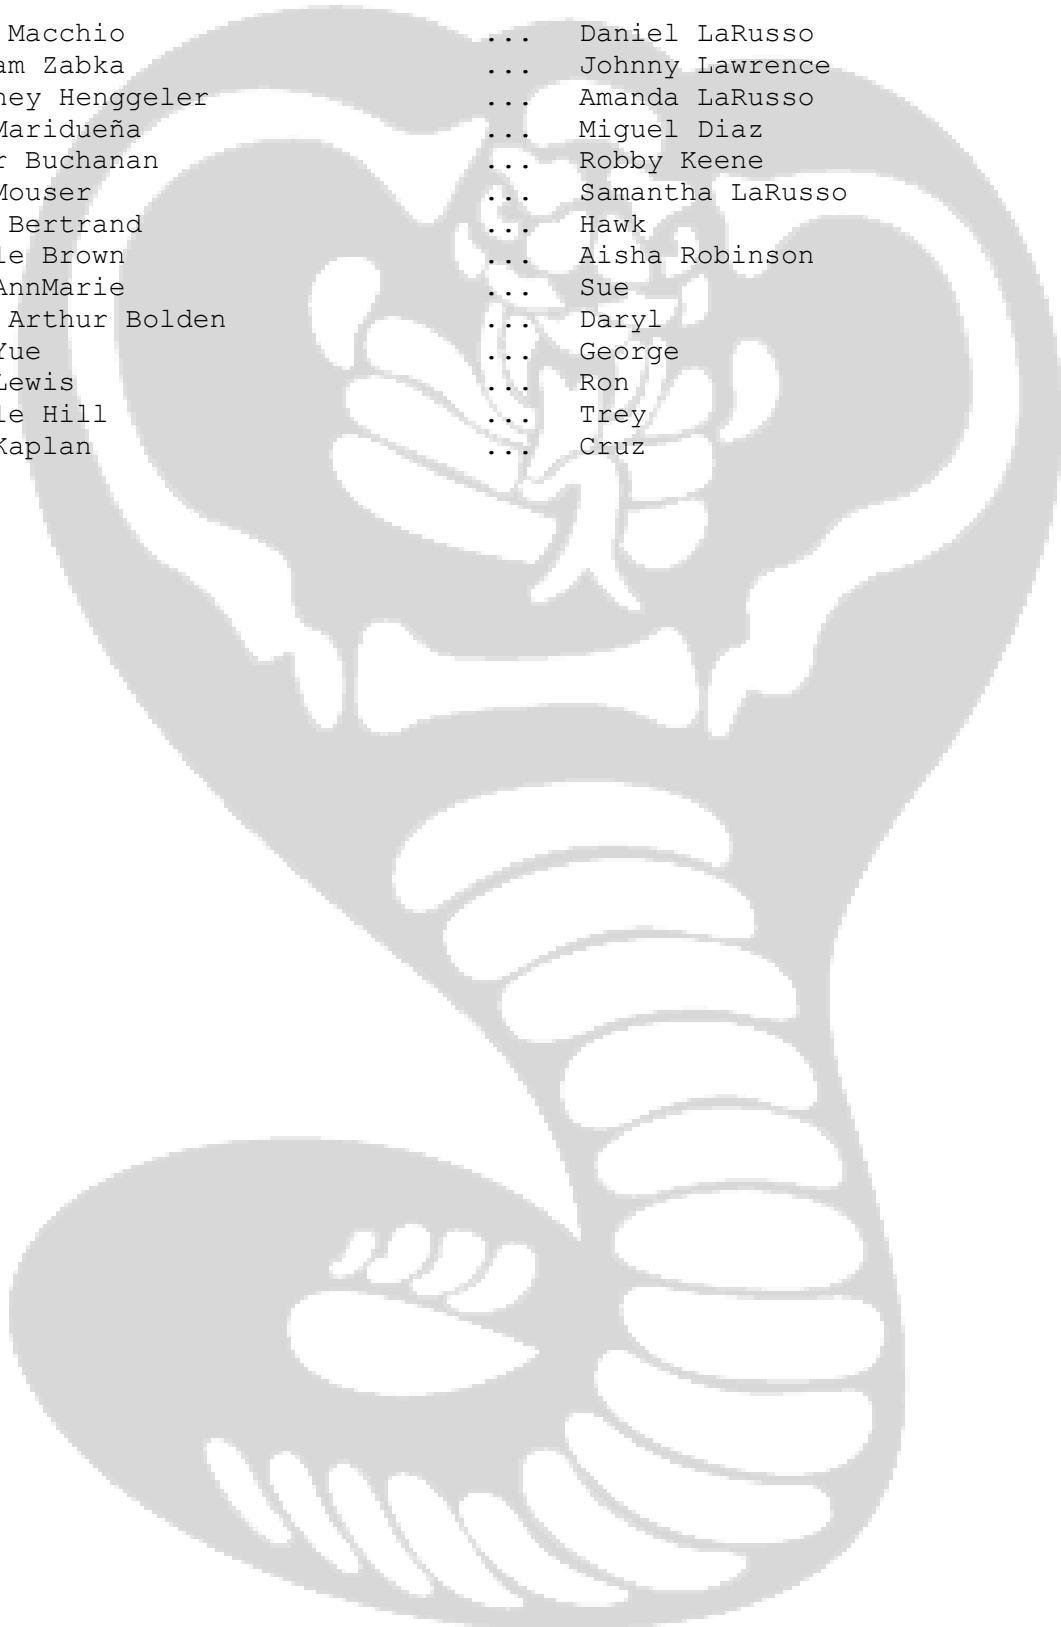 Macchio ... Daniel LaRusso
am Zabka ... Johnny Lawrence
ney Henggeler ... Amanda LaRusso
Maridueña ... Miguel Diaz
r Buchanan ... Robby Keene
Mouser ... Samantha LaRusso
Bertrand ... Hawk
le Brown ... Aisha Robinson
AnnMarie ... Sue
Arthur Bolden ... Daryl
Yue ... George
Lewis ... Ron
le Hill ... Trey
Kaplan ... Cruz